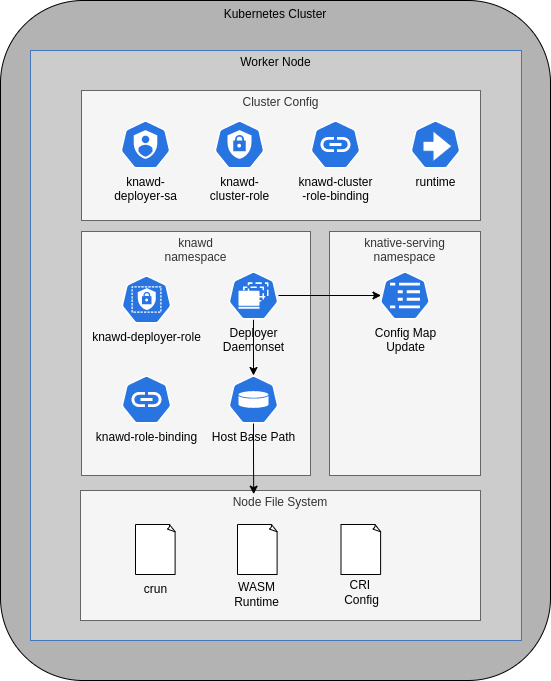 Kubernetes Cluster
Worker Node
Cluster Config
knawd-
deployer-sa
knawd-
cluster-role
knawd-cluster
-role-binding
runtime
knawd
namespace
knawd-deployer-role
Deployer
Daemonset
knawd-role-binding
Host Base Path
knative-serving
namespace
Config Map
Update
Node File System
crun
WASM
Runtime
CRI
Config